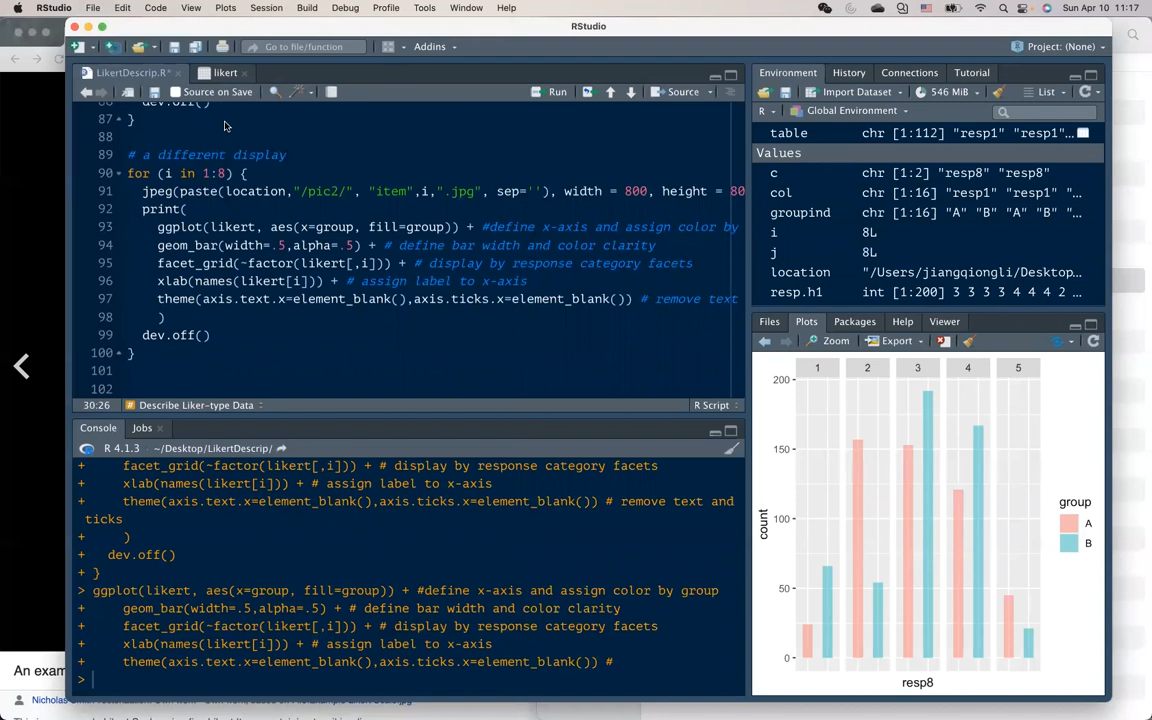 RStudio File Edit Code View Plots Session Build Debug Profile Tools Window Help Sun Apr 10 11:17
RStudio
Go to file/function Addins Project: (None)
LikertDescrip.R* likert
Source on Save Run Source
86 dev.off()
87 }
88
89 # a different display
90 for (i in 1:8) {
91 jpeg(paste(location,"/pic2/", "item",i,".jpg", sep=''), width = 800, height = 80
92 print(
93 ggplot(likert, aes(x=group, fill=group)) + #define x-axis and assign color by
94 geom_bar(width=.5,alpha=.5) + # define bar width and color clarity
95 facet_grid(~factor(likert[,i])) + # display by response category facets
96 xlab(names(likert[i])) + # assign label to x-axis
97 theme(axis.text.x=element_blank(),axis.ticks.x=element_blank()) # remove text
98 )
99 dev.off()
100 }
101
102
30:26 # Describe Liker-type Data R Script
Console Jobs
R 4.1.3 · ~/Desktop/LikertDescrip/
+ facet_grid(~factor(likert[,i])) + # display by response category facets
+ xlab(names(likert[i])) + # assign label to x-axis
+ theme(axis.text.x=element_blank(),axis.ticks.x=element_blank()) # remove text and
ticks
+ )
+ dev.off()
+ }
> ggplot(likert, aes(x=group, fill=group)) + #define x-axis and assign color by group
+ geom_bar(width=.5,alpha=.5) + # define bar width and color clarity
+ facet_grid(~factor(likert[,i])) + # display by response category facets
+ xlab(names(likert[i])) + # assign label to x-axis
+ theme(axis.text.x=element_blank(),axis.ticks.x=element_blank()) #
>
Environment History Connections Tutorial
Import Dataset 546 MiB List
R Global Environment
table chr [1:112] "resp1" "resp1"…
Values
c chr [1:2] "resp8" "resp8"
col chr [1:16] "resp1" "resp1" "…
groupind chr [1:16] "A" "B" "A" "B" "…
i 8L
j 8L
location "/Users/jiangqiongli/Desktop…
resp.h1 int [1:200] 3 3 3 3 4 4 4 2 …
Files Plots Packages Help Viewer
Zoom Export
1 2 3 4 5
200
150
100
50
0
count
resp8
group
A
B
An exam